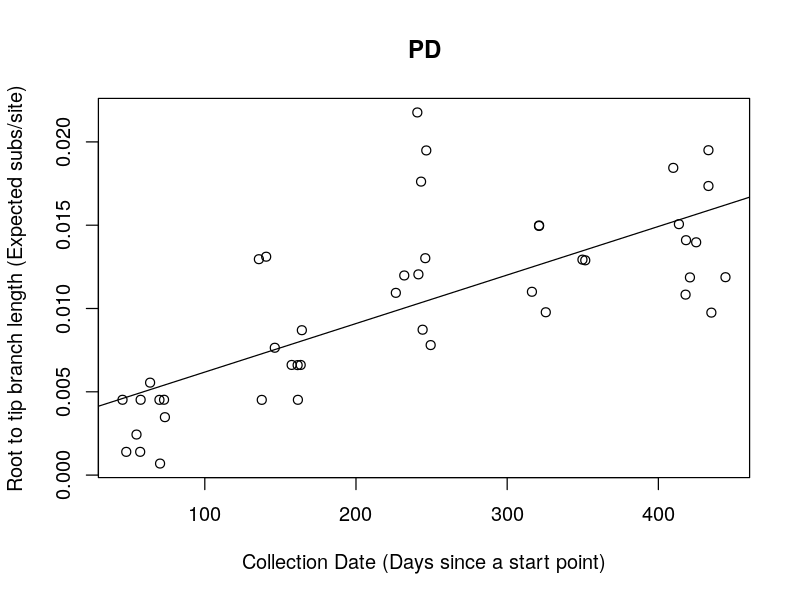 PD
Root to tip branch length (Expected subs/site)
0.020
0.015
0.010
0.005
0.000
100 200 300 400
Collection Date (Days since a start point)